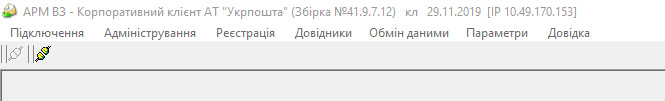 АРМ ВЗ - Корпоративний клієнт АТ "Укрпошта" (Збірка №41.9.7.12) кл 29.11.2019 [IP 10.49.170.153]
Підключення Адміністрування Реєстрація Довідники Обмін даними Параметри Довідка